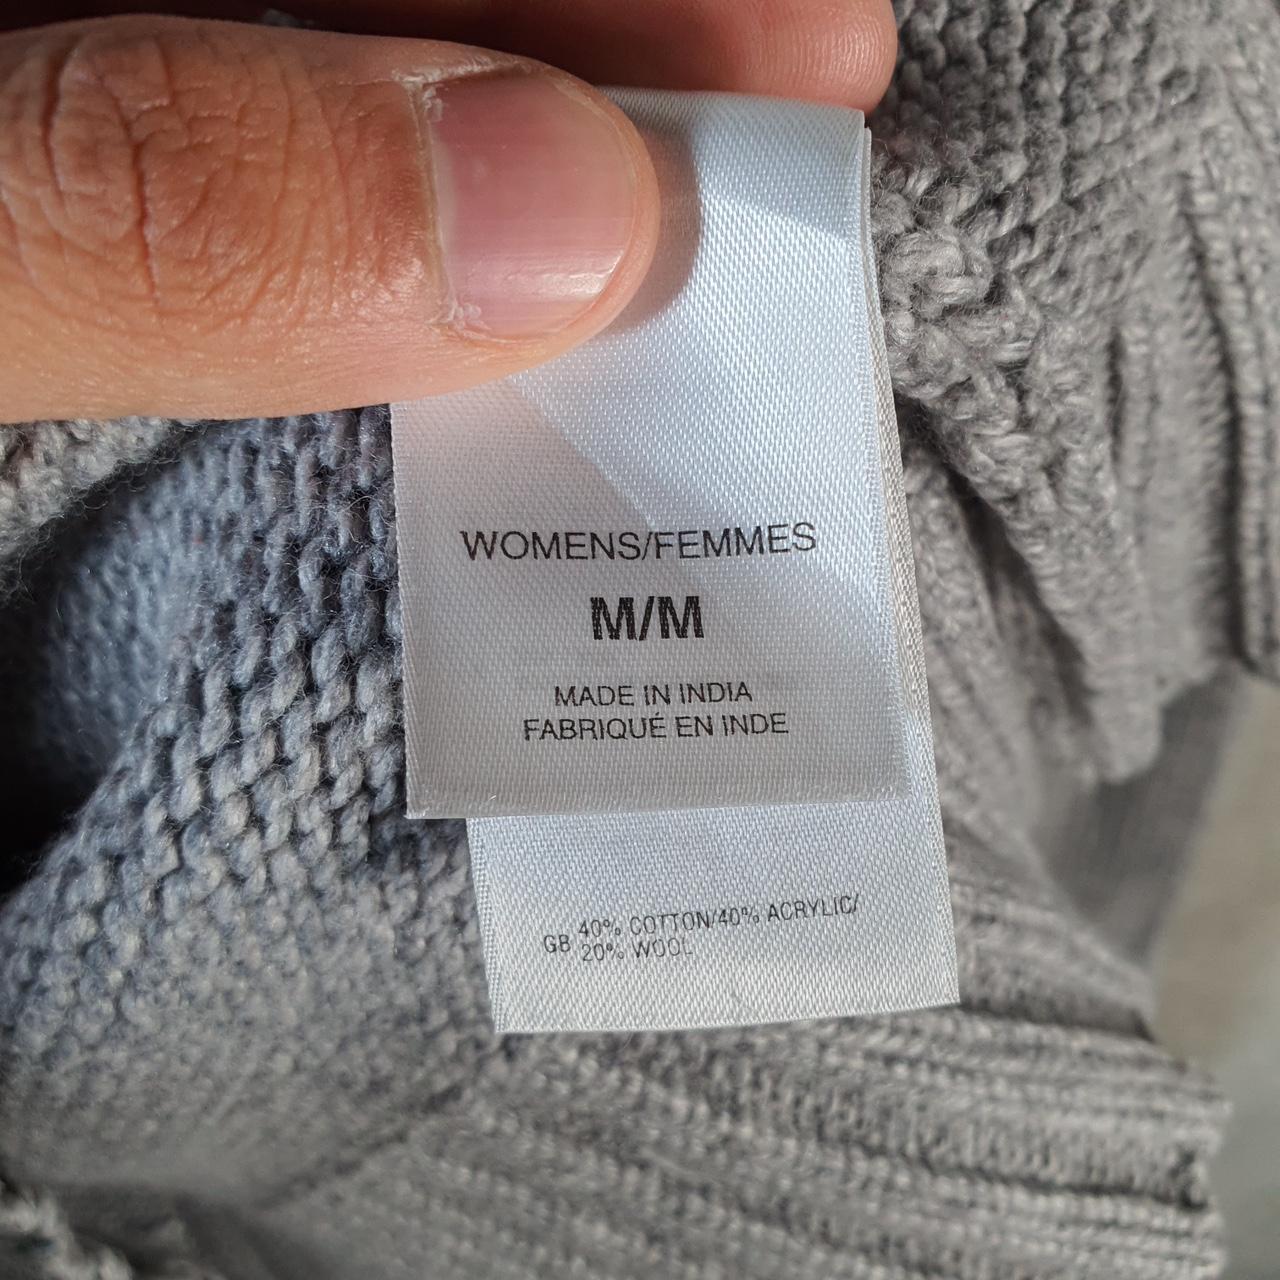 WOMENS/FEMMES
M/M
MADE IN INDIA
FABRIQUÉ EN INDE
GB 40% COTTON/40% ACRYLIC/
20% WOOL